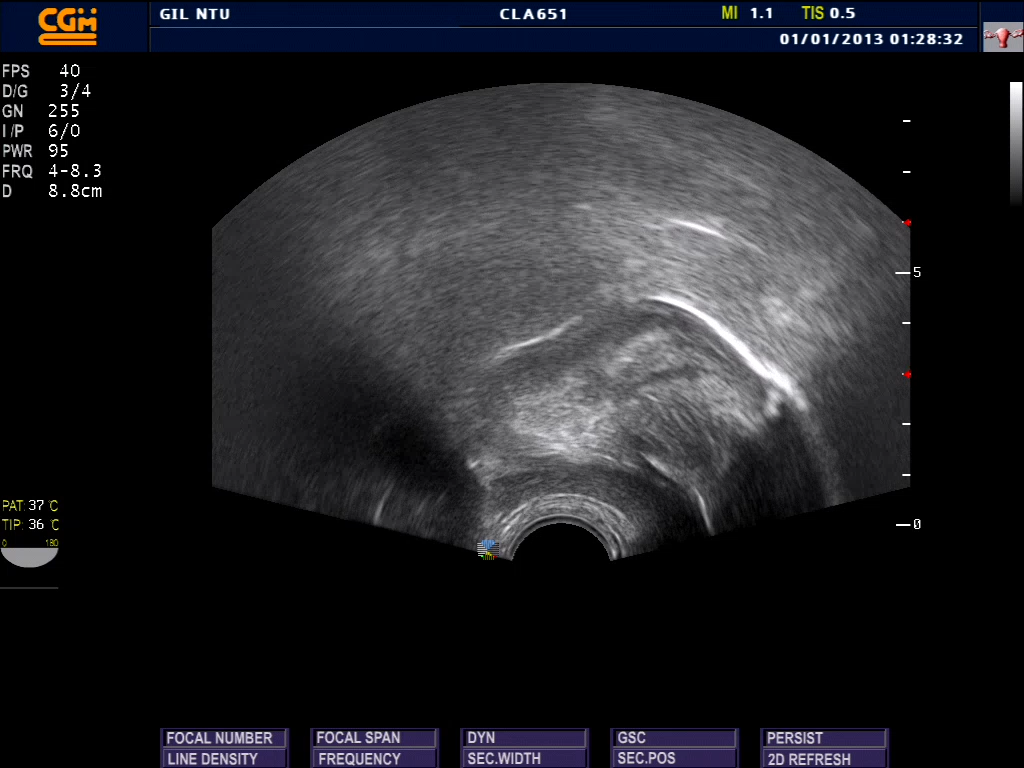 CGM
GIL NTU CLA651 MI 1.1 TIS 0.5
01/01/2013 01:28:32
FPS 40
D/G 3/4
GN 255
I/P 6/0
PWR 95
FRQ 4-8.3
D 8.8cm
5
PAT: 37 °C
TIP: 36 °C
0 180
0
FOCAL NUMBER FOCAL SPAN DYN GSC PERSIST
LINE DENSITY FREQUENCY SEC.WIDTH SEC.POS 2D REFRESH